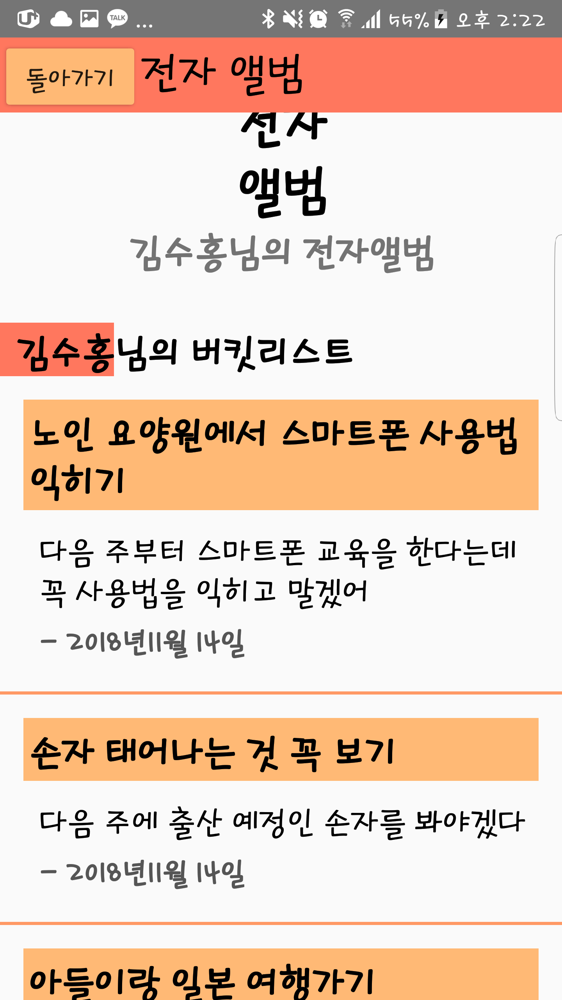 TALK ... 55% 오후 2:22
돌아가기 전자 앨범
전자
앨범
김수홍님의 전자앨범
김수홍님의 버킷리스트
노인 요양원에서 스마트폰 사용법
익히기
다음 주부터 스마트폰 교육을 한다는데
꼭 사용법을 익히고 말겠어
- 2018년11월 14일
손자 태어나는 것 꼭 보기
다음 주에 출산 예정인 손자를 봐야겠다
- 2018년11월 14일
아들이랑 일본 여행가기